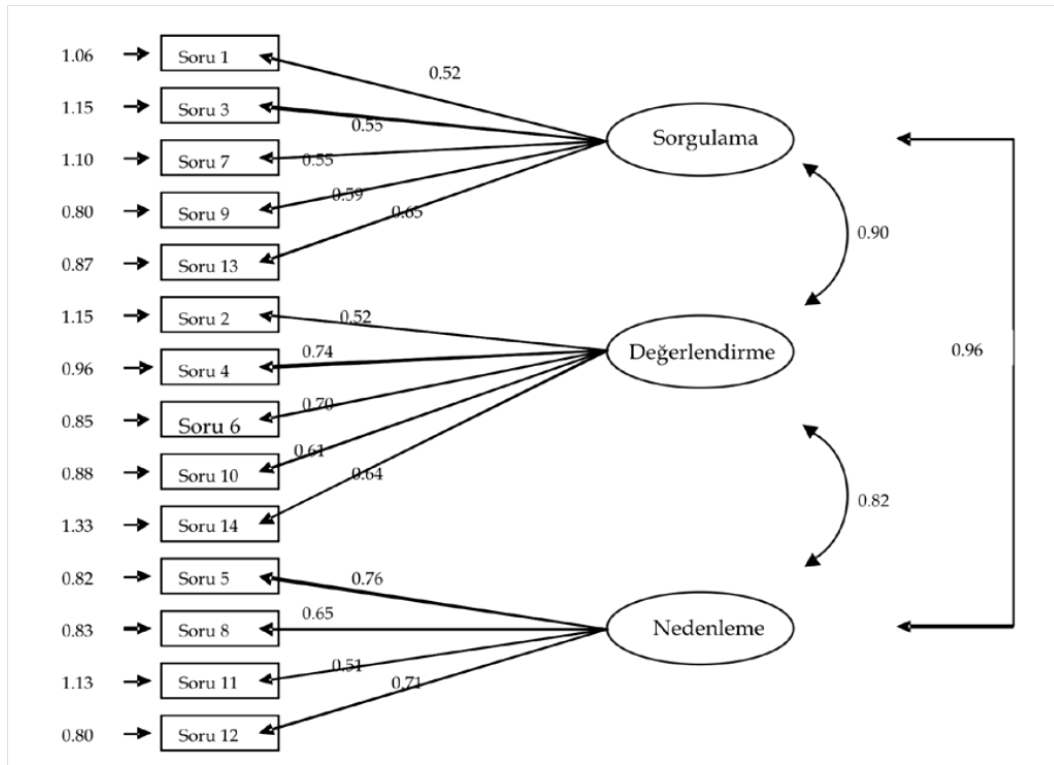 1.06 Soru 1 0.52
1.15 Soru 3 0.55
Sorgulama
1.10 Soru 7 0.55
0.80 Soru 9 0.59
0.87 Soru 13 0.65
0.90
1.15 Soru 2 0.52
0.96 Soru 4 0.74
Değerlendirme
0.96
0.85 Soru 6 0.70
0.88 Soru 10 0.61
1.33 Soru 14 0.64
0.82
0.82 Soru 5 0.76
0.83 Soru 8 0.65
Nedenleme
1.13 Soru 11 0.51
0.80 Soru 12 0.71